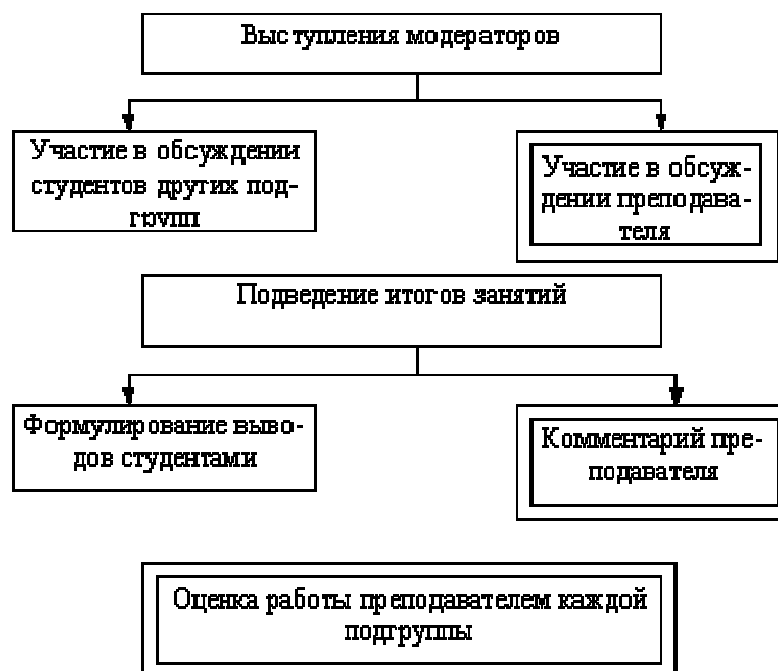 Выступления модераторов
Участие в обсуждении
студентов других под-
групп
Участие в обсуж-
дении преподава-
теля
Подведение итогов занятий
Формулирование выво-
дов студентами
Комментарий пре-
подавателя
Оценка работы преподавателем каждой
подгруппы